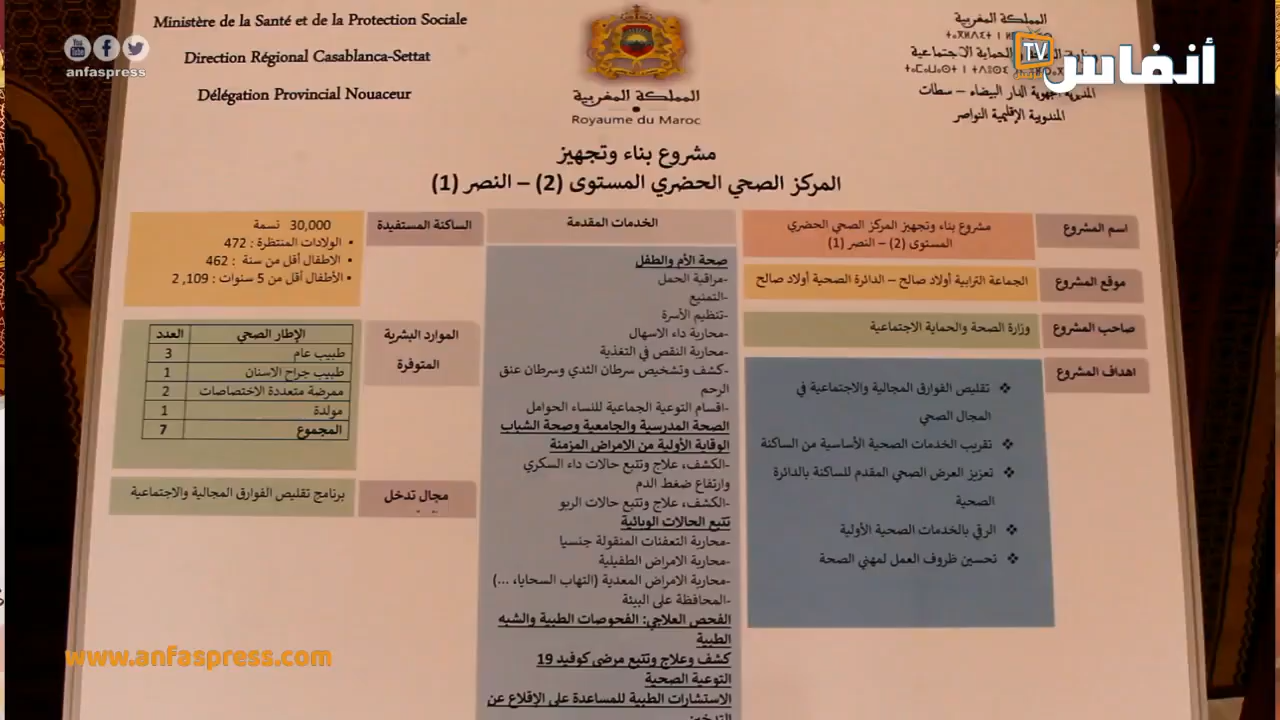 Ministère de la Santé et de la Protection Sociale
Direction Régional Casablanca-Settat
Délégation Provincial Nouaceur
You Tube
anfaspress
المملكة المغربية
Royaume du Maroc
المملكة المغربية
الحماية الاجتماعية
الدار البيضاء – سطات
المندوبية الإقليمية النواصر
TV
أنفاس
مشروع بناء وتجهيز
المركز الصحي الحضري المستوى (2) – النصر (1)
اسم المشروع
مشروع بناء وتجهيز المركز الصحي الحضري
المستوى (2) – النصر (1)
موقع المشروع
الجماعة الترابية أولاد صالح – الدائرة الصحية أولاد صالح
صاحب المشروع
وزارة الصحة والحماية الاجتماعية
اهداف المشروع
❖ تقليص الفوارق المجالية والاجتماعية في
المجال الصحي
❖ تقريب الخدمات الصحية الأساسية من الساكنة
❖ تعزيز العرض الصحي المقدم للساكنة بالدائرة
الصحية
❖ الرقي بالخدمات الصحية الأولية
❖ تحسين ظروف العمل لمهني الصحة
الخدمات المقدمة
صحة الأم والطفل
-مراقبة الحمل
-التمنيع
-تنظيم الأسرة
-محاربة داء الاسهال
-محاربة النقص في التغذية
-كشف وتشخيص سرطان الثدي وسرطان عنق
الرحم
-اقسام التوعية الجماعية للنساء الحوامل
الصحة المدرسية والجامعية وصحة الشباب
الوقاية الأولية من الامراض المزمنة
-الكشف، علاج وتتبع حالات داء السكري
وارتفاع ضغط الدم
-الكشف، علاج وتتبع حالات الربو
تتبع الحالات الوبائية
-محاربة التعفنات المنقولة جنسيا
-محاربة الامراض الطفيلية
-محاربة الامراض المعدية (التهاب السحايا، ...)
-المحافظة على البيئة
الفحص العلاجي: الفحوصات الطبية والشبه
الطبية
كشف وعلاج وتتبع مرضى كوفيد 19
التوعية الصحية
الاستشارات الطبية للمساعدة على الإقلاع عن
التدخين
الساكنة المستفيدة
30,000 نسمة
• الولادات المنتظرة : 472
• الاطفال أقل من سنة : 462
• الأطفال أقل من 5 سنوات : 2,109
الموارد البشرية
المتوفرة
الإطار الصحي العدد
طبيب عام 3
طبيب جراح الاسنان 1
ممرضة متعددة الاختصاصات 2
مولدة 1
المجموع 7
مجال تدخل
برنامج تقليص الفوارق المجالية والاجتماعية
www.anfaspress.com